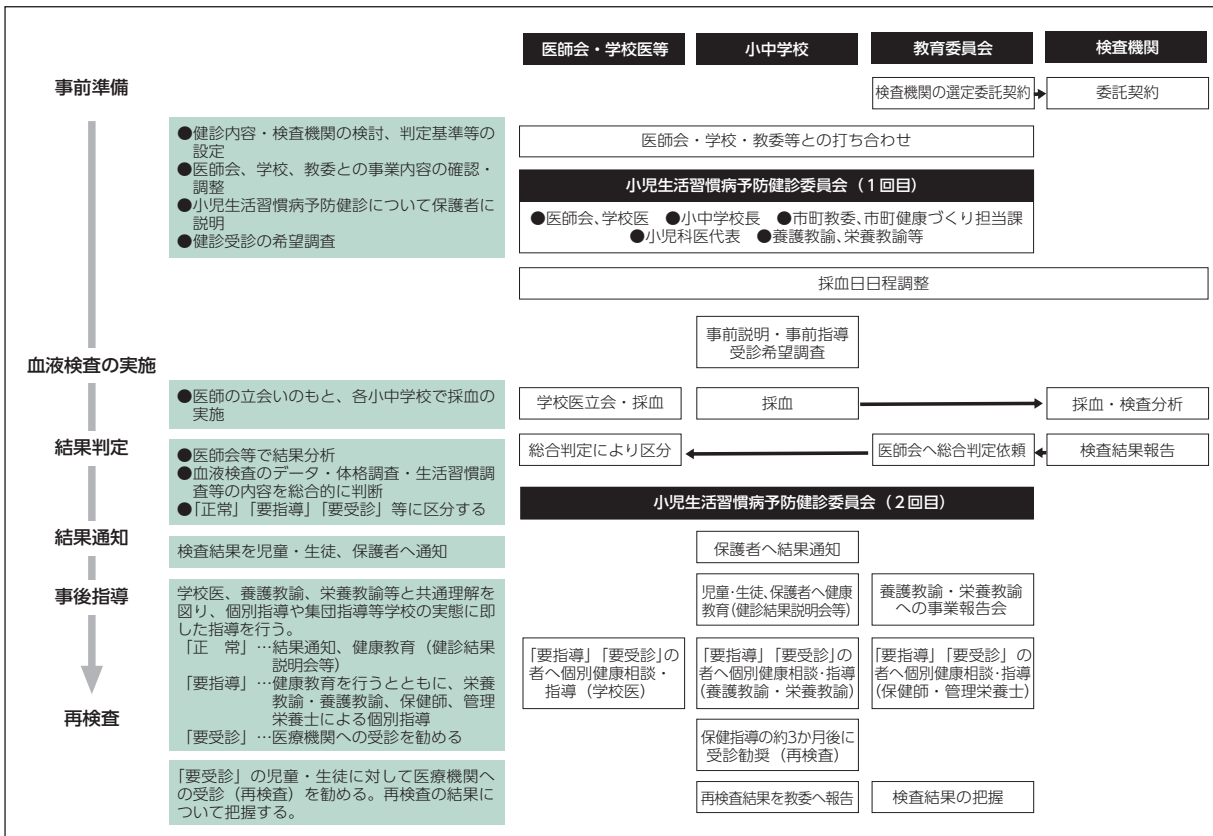 医師会・学校医等 小中学校 教育委員会 検査機関
事前準備
検査機関の選定委託契約 委託契約
●健診内容・検査機関の検討、判定基準等の
設定
●医師会、学校、教委との事業内容の確認・
調整
●小児生活習慣病予防健診について保護者に
説明
●健診受診の希望調査
医師会・学校・教委等との打ち合わせ
小児生活習慣病予防健診委員会（１回目）
●医師会、学校医 ●小中学校長 ●市町教委、市町健康づくり担当課
●小児科医代表 ●養護教諭、栄養教諭等
採血日日程調整
事前説明・事前指導
受診希望調査
血液検査の実施
●医師の立会いのもと、各小中学校で採血の
実施
学校医立会・採血 採血 採血・検査分析
結果判定
●医師会等で結果分析
●血液検査のデータ・体格調査・生活習慣調
査等の内容を総合的に判断
●「正常」「要指導」「要受診」等に区分する
総合判定により区分 医師会へ総合判定依頼 検査結果報告
小児生活習慣病予防健診委員会（２回目）
結果通知
検査結果を児童・生徒、保護者へ通知
保護者へ結果通知
事後指導
学校医、養護教諭、栄養教諭等と共通理解を
図り、個別指導や集団指導等学校の実態に即
した指導を行う。
「正　常」…結果通知、健康教育（健診結果
説明会等）
「要指導」…健康教育を行うとともに、栄養
教諭・養護教諭、保健師、管理
栄養士による個別指導
「要受診」…医療機関への受診を勧める
児童・生徒、保護者へ健康
教育（健診結果説明会等）
養護教諭・栄養教諭
への事業報告会
「要指導」「要受診」の
者へ個別健康相談・
指導（学校医）
「要指導」「要受診」の
者へ個別健康相談・指導
（養護教諭・栄養教諭）
「要指導」「要受診」の
者へ個別健康相談・指導
（保健師・管理栄養士）
再検査
保健指導の約3か月後に
受診勧奨（再検査）
「要受診」の児童・生徒に対して医療機関へ
の受診（再検査）を勧める。再検査の結果に
ついて把握する。
再検査結果を教委へ報告 検査結果の把握